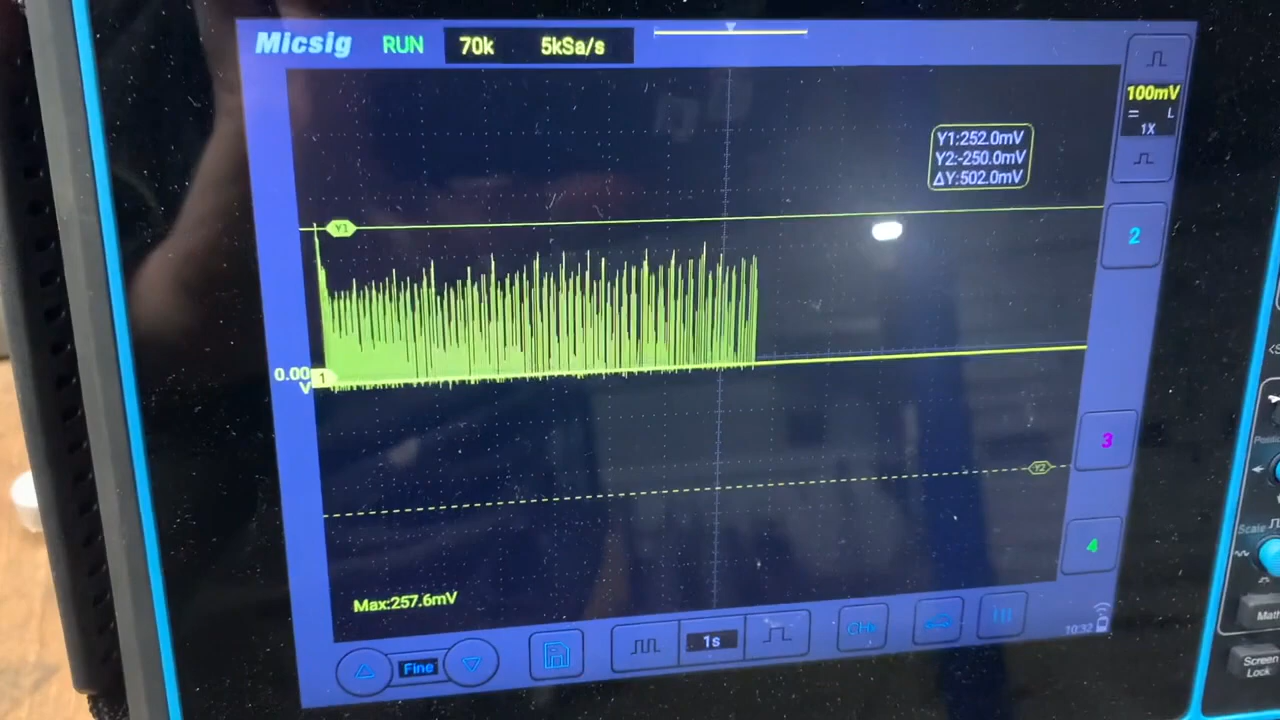 Micsig RUN 70k 5kSa/s
100mV
L
1X
Y1:252.0mV
Y2:-250.0mV
ΔY:502.0mV
Y1
2
0.00
V
1
3
Y2
4
Max:257.6mV
Fine
1s
CH
10:32
Scale
Math
Screen
Lock